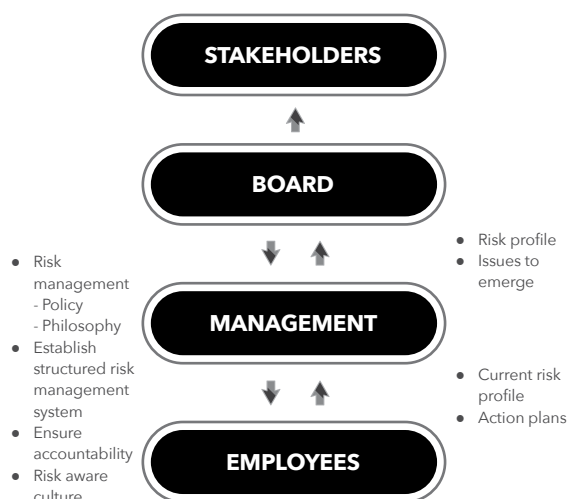 STAKEHOLDERS
BOARD
● Risk profile
● Issues to
emerge
● Risk
management
- Policy
- Philosophy
● Establish
structured risk
management
system
● Ensure
accountability
● Risk aware
culture
MANAGEMENT
● Current risk
profile
● Action plans
EMPLOYEES